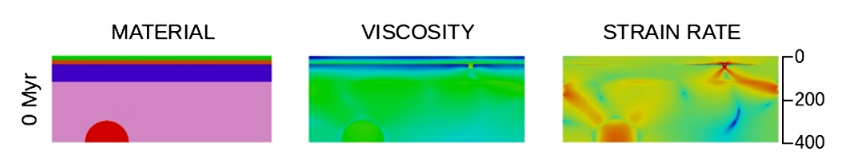 MATERIAL
VISCOSITY
STRAIN RATE
0 Myr
0
200
400